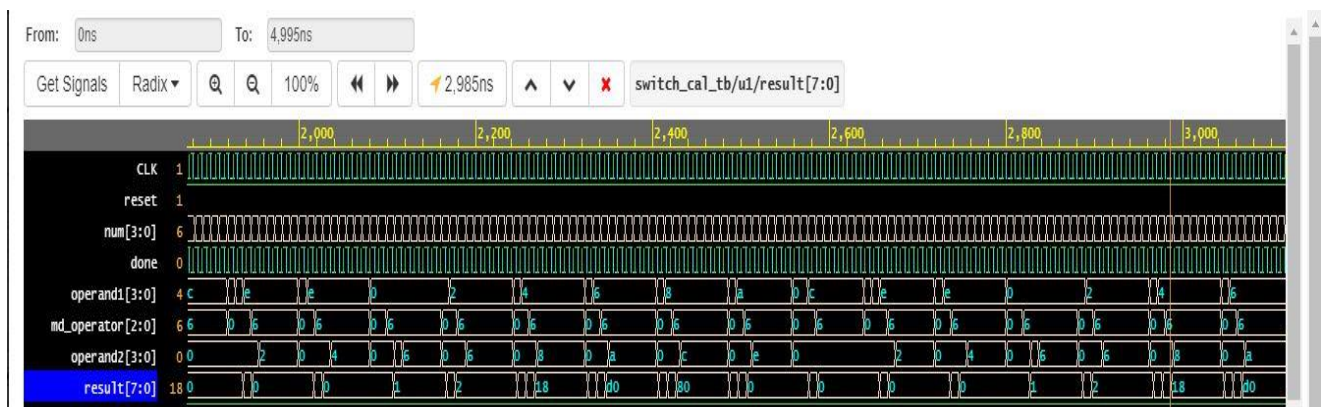 From: 0ns To: 4,995ns
Get Signals Radix▾ 100% 2,985ns switch_cal_tb/u1/result[7:0]
2,000 2,200 2,400 2,600 2,800 3,000
CLK 1
reset 1
num[3:0] 6
done 0
operand1[3:0] 4 c e e 0 2 4 6 8 a 0 c e e 0 2 4 6
md_operator[2:0] 6 6 0 6 0 6 0 6 0 6 0 6 0 6 0 6 0 6 0 6 0 6 0 6 0 6 0 6 0 6 0 6
operand2[3:0] 0 0 2 0 4 0 6 0 6 0 8 0 a 0 c 0 e 0 2 0 4 0 6 0 6 0 8 0 a
result[7:0] 18 0 0 0 1 2 18 d0 80 0 0 0 0 1 2 18 d0